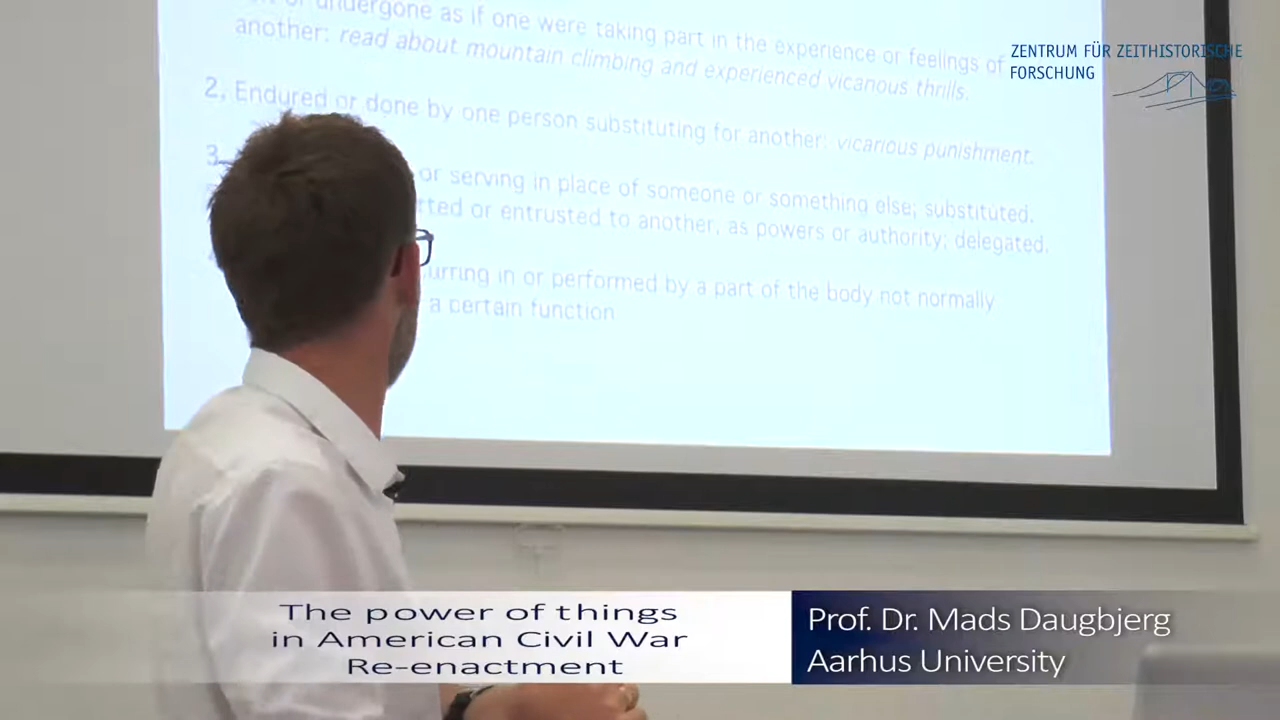 undergone as if one were taking part in the experience or feelings of
another: read about mountain climbing and experienced vicarious thrills.
ZENTRUM FÜR ZEITHISTORISCHE
FORSCHUNG
2. Endured or done by one person substituting for another: vicarious punishment.
3.
or serving in place of someone or something else; substituted.
or entrusted to another, as powers or authority; delegated.
in or performed by a part of the body not normally
a certain function
The power of things
in American Civil War
Re-enactment
Prof. Dr. Mads Daugbjerg
Aarhus University